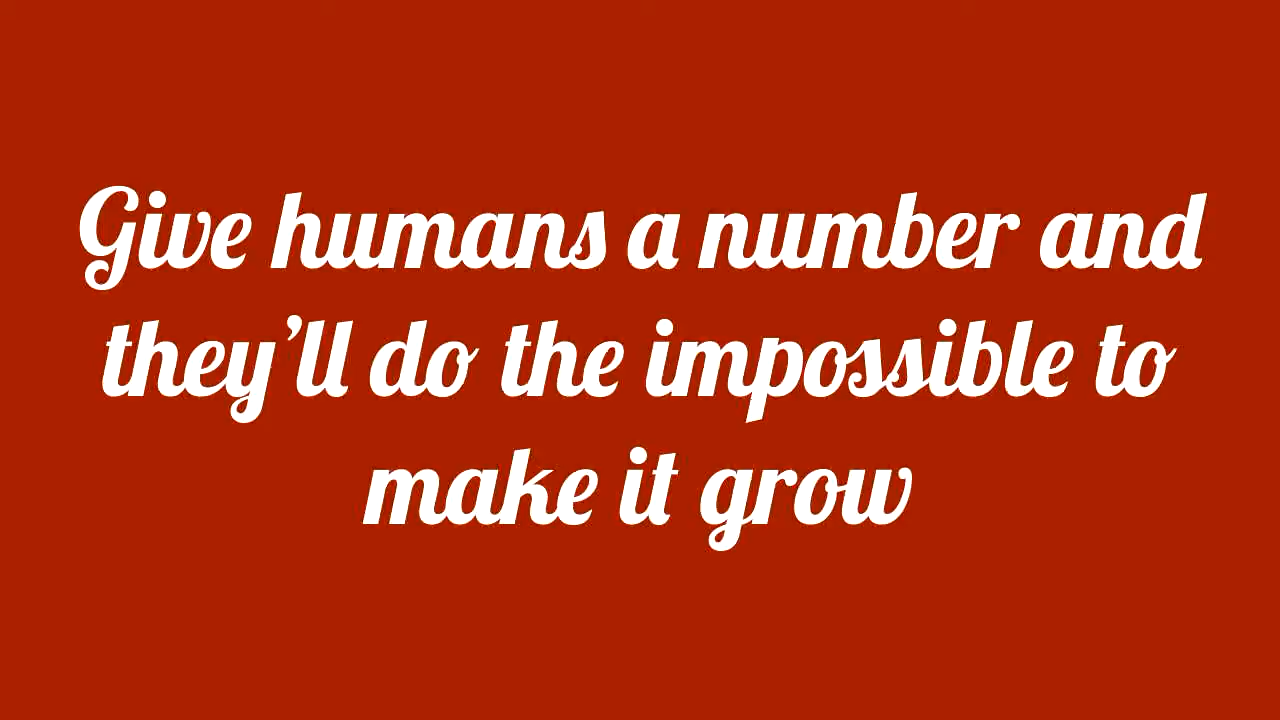 Give humans a number and
they’ll do the impossible to
make it grow